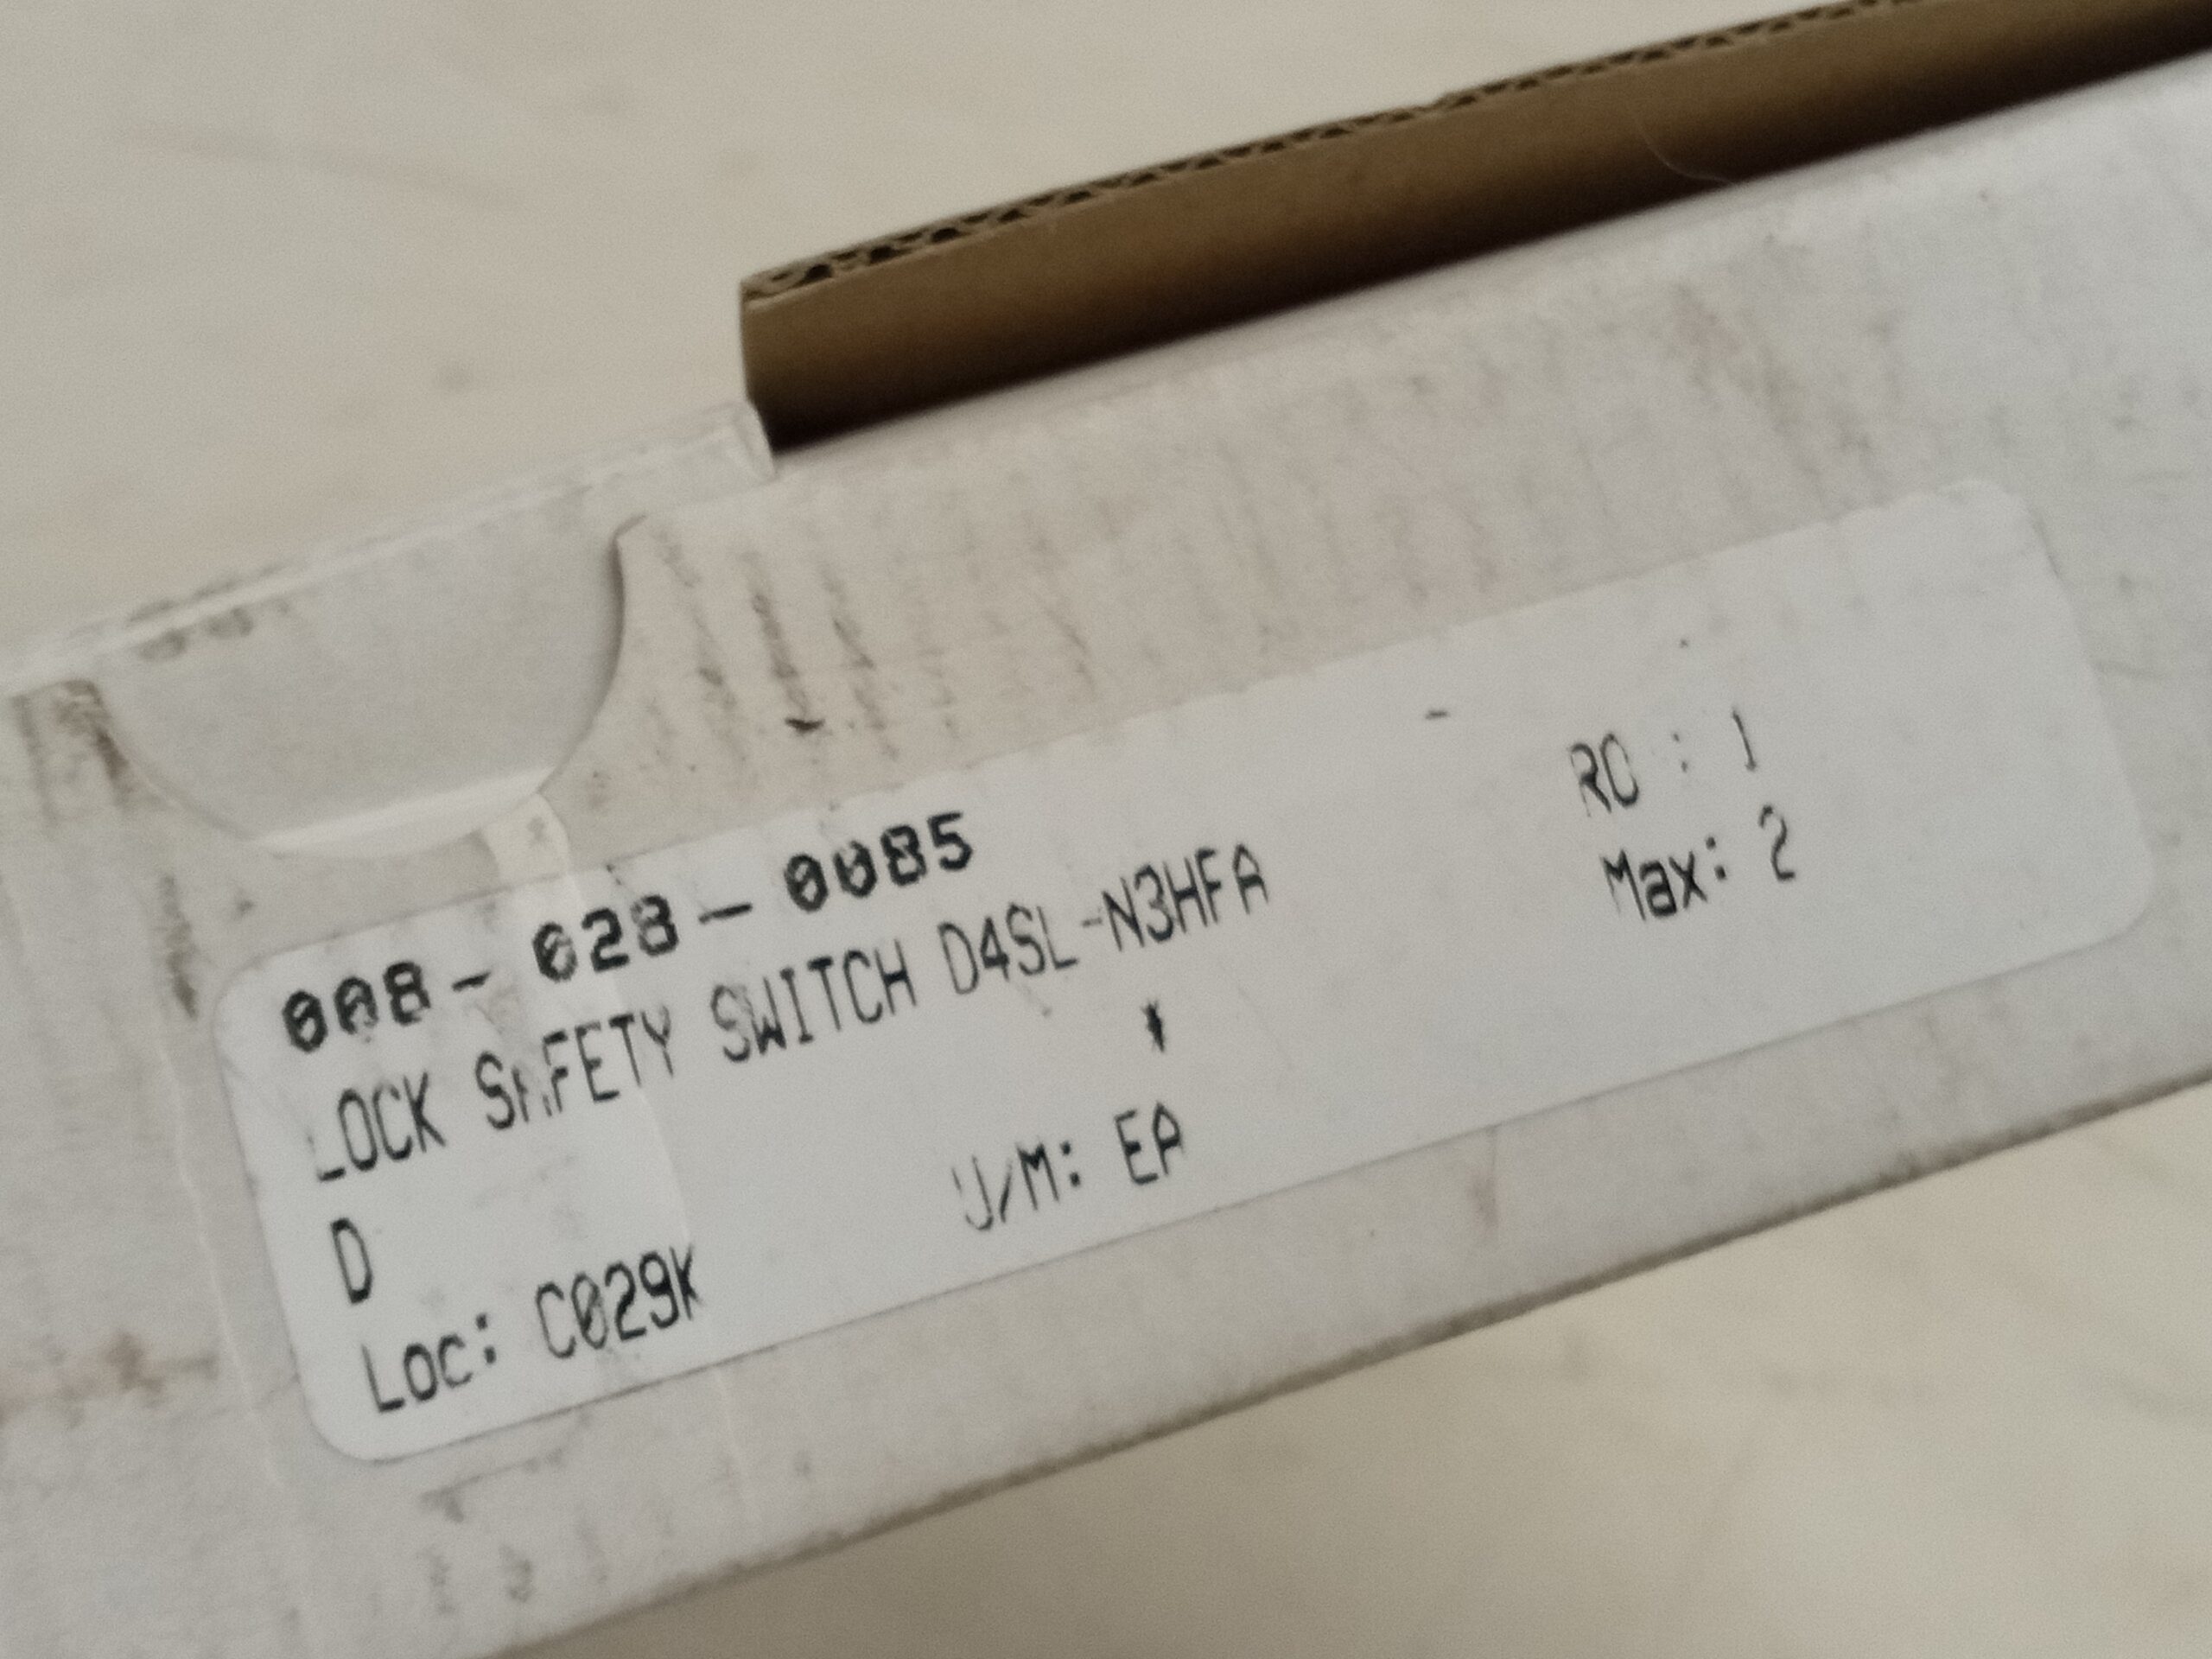 008-028-0085
LOCK SAFETY SWITCH D4SL-N3HFA
D
*
Loc: C029K
U/M: EA
RO : 1
Max: 2